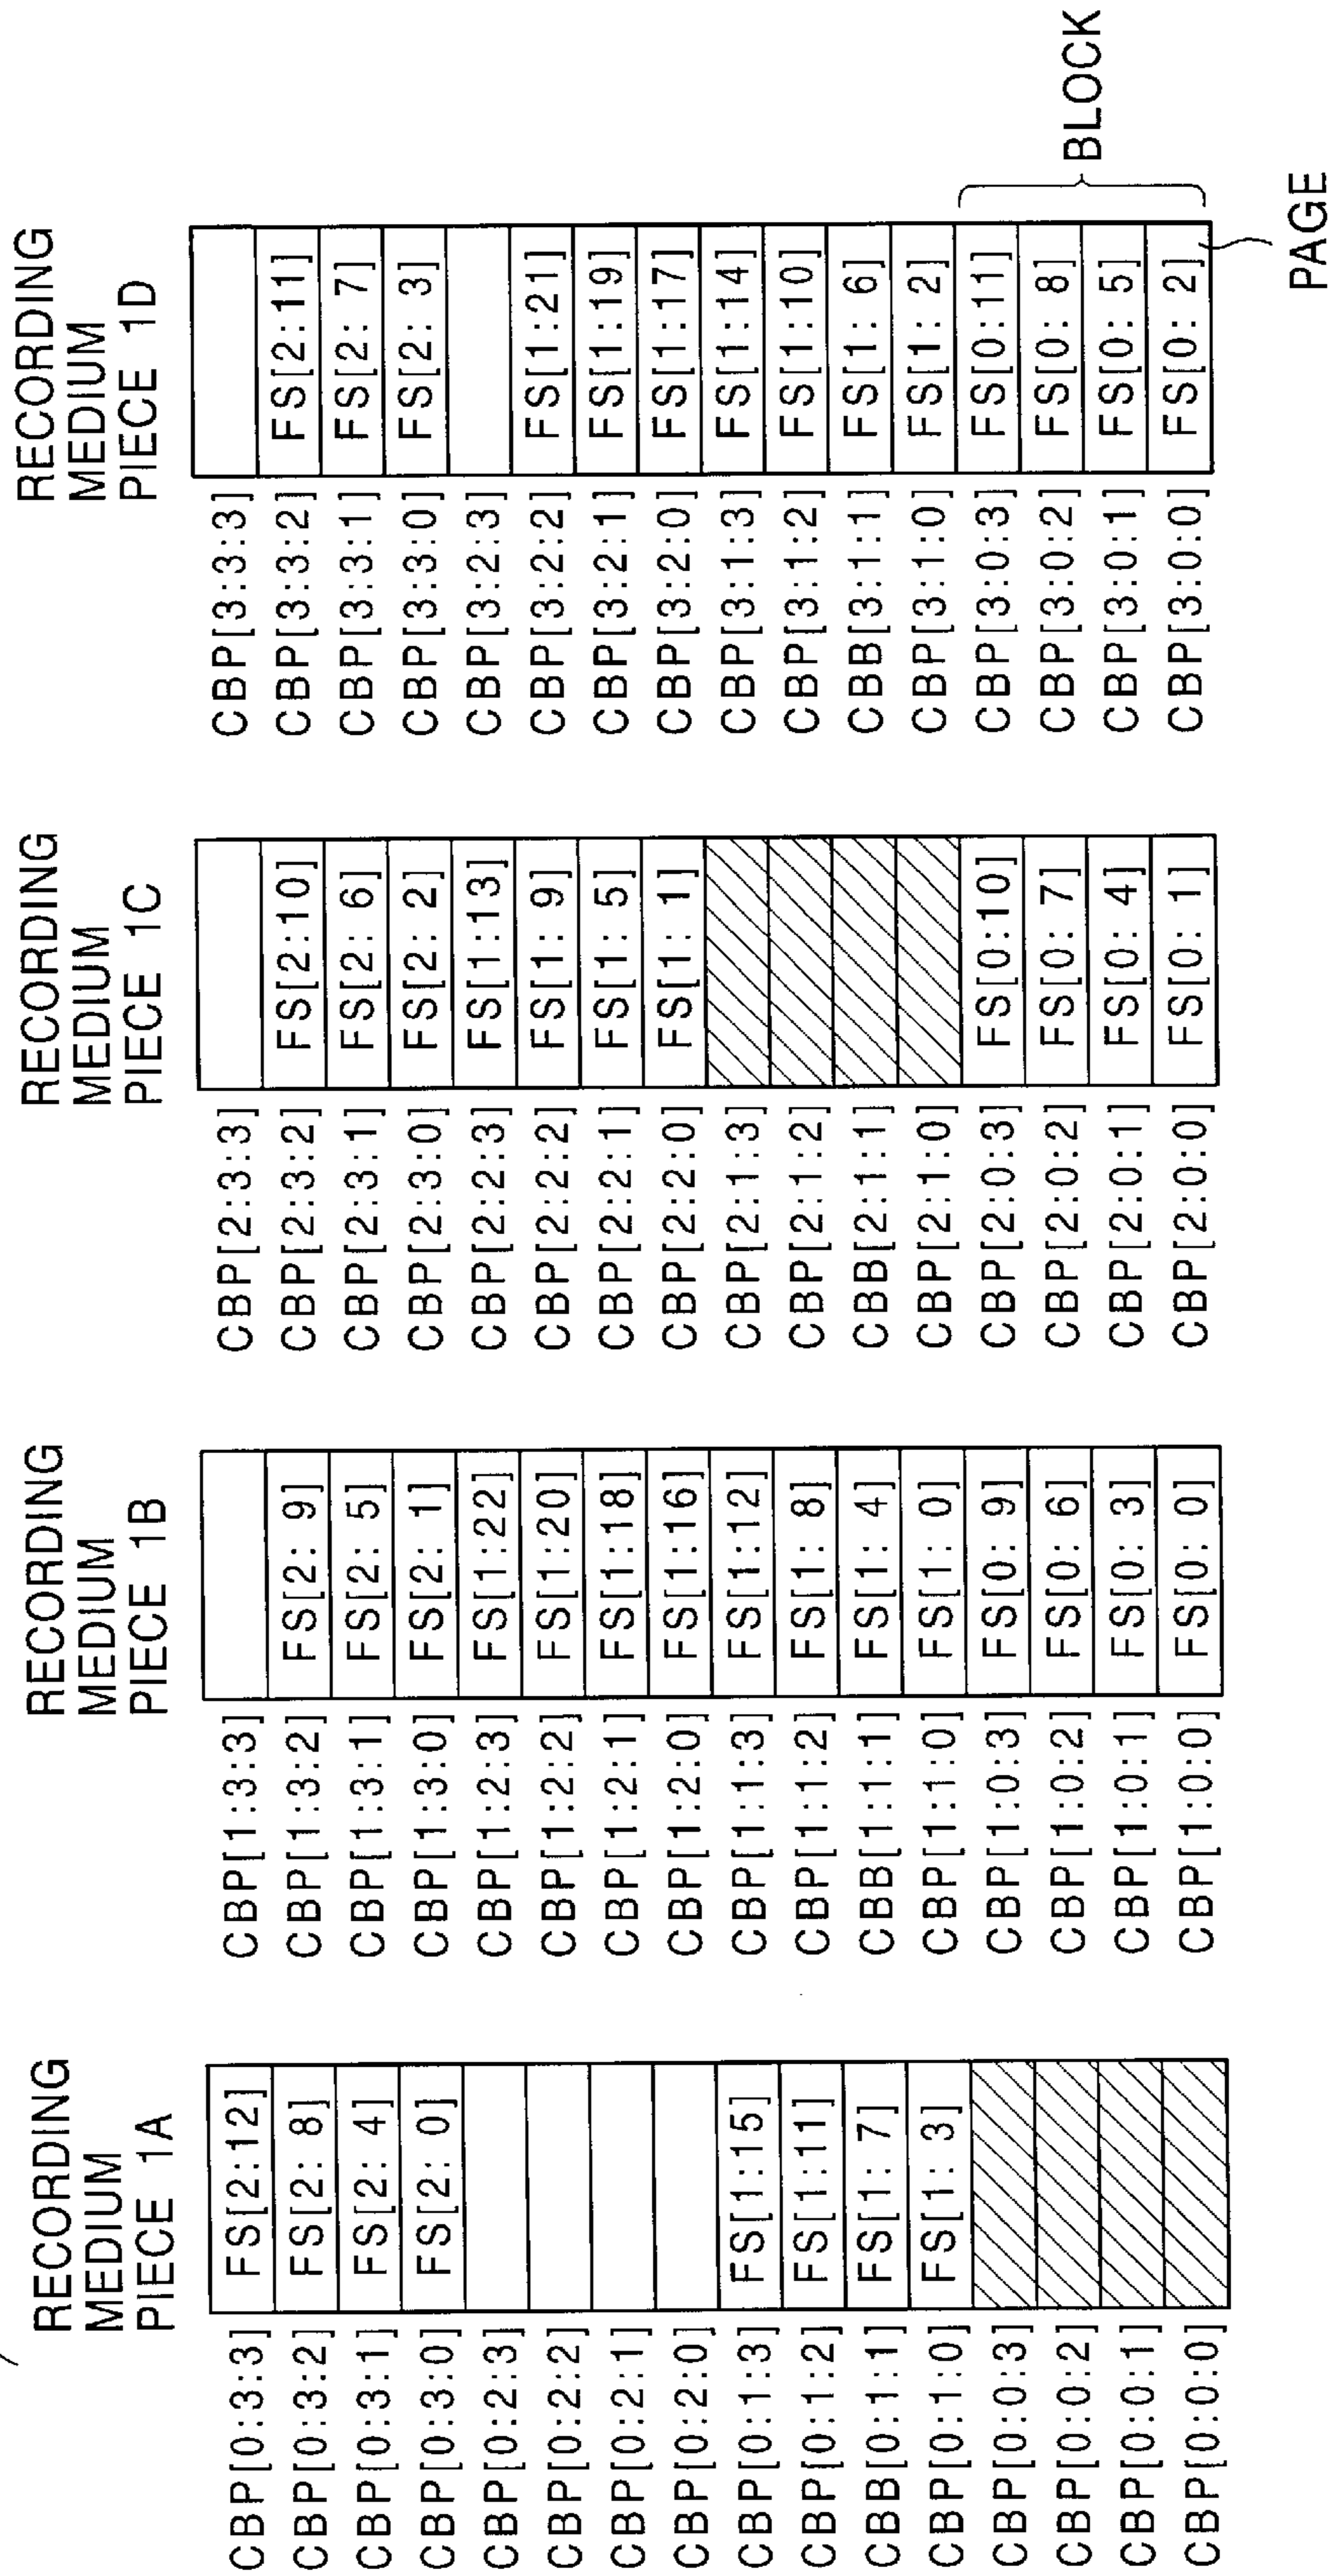 RECORDING
MEDIUM
PIECE 1A
CBP[0:3:3] FS[2:12]
CBP[0:3:2] FS[2: 8]
CBP[0:3:1] FS[2: 4]
CBP[0:3:0] FS[2: 0]
CBP[0:2:3]
CBP[0:2:2]
CBP[0:2:1]
CBP[0:2:0]
CBP[0:1:3] FS[1:15]
CBP[0:1:2] FS[1:11]
CBB[0:1:1] FS[1: 7]
CBP[0:1:0] FS[1: 3]
CBP[0:0:3]
CBP[0:0:2]
CBP[0:0:1]
CBP[0:0:0]
RECORDING
MEDIUM
PIECE 1B
CBP[1:3:3]
CBP[1:3:2] FS[2: 9]
CBP[1:3:1] FS[2: 5]
CBP[1:3:0] FS[2: 1]
CBP[1:2:3] FS[1:22]
CBP[1:2:2] FS[1:20]
CBP[1:2:1] FS[1:18]
CBP[1:2:0] FS[1:16]
CBP[1:1:3] FS[1:12]
CBP[1:1:2] FS[1: 8]
CBB[1:1:1] FS[1: 4]
CBP[1:1:0] FS[1: 0]
CBP[1:0:3] FS[0: 9]
CBP[1:0:2] FS[0: 6]
CBP[1:0:1] FS[0: 3]
CBP[1:0:0] FS[0: 0]
RECORDING
MEDIUM
PIECE 1C
CBP[2:3:3]
CBP[2:3:2] FS[2:10]
CBP[2:3:1] FS[2: 6]
CBP[2:3:0] FS[2: 2]
CBP[2:2:3] FS[1:13]
CBP[2:2:2] FS[1: 9]
CBP[2:2:1] FS[1: 5]
CBP[2:2:0] FS[1: 1]
CBP[2:1:3]
CBP[2:1:2]
CBB[2:1:1]
CBP[2:1:0]
CBP[2:0:3] FS[0:10]
CBP[2:0:2] FS[0: 7]
CBP[2:0:1] FS[0: 4]
CBP[2:0:0] FS[0: 1]
RECORDING
MEDIUM
PIECE 1D
CBP[3:3:3]
CBP[3:3:2] FS[2:11]
CBP[3:3:1] FS[2: 7]
CBP[3:3:0] FS[2: 3]
CBP[3:2:3]
CBP[3:2:2] FS[1:21]
CBP[3:2:1] FS[1:19]
CBP[3:2:0] FS[1:17]
CBP[3:1:3] FS[1:14]
CBP[3:1:2] FS[1:10]
CBB[3:1:1] FS[1: 6]
CBP[3:1:0] FS[1: 2]
CBP[3:0:3] FS[0:11]
CBP[3:0:2] FS[0: 8]
CBP[3:0:1] FS[0: 5]
CBP[3:0:0] FS[0: 2]
BLOCK
PAGE